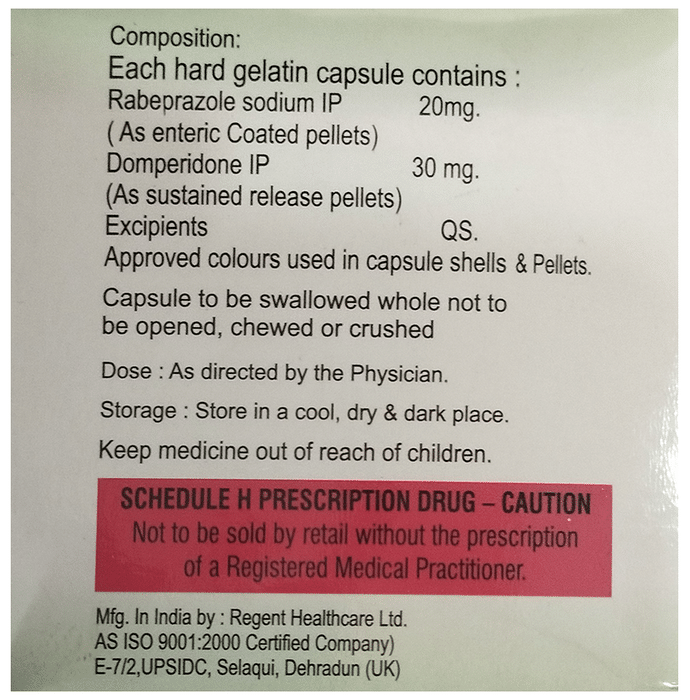 Composition:
Each hard gelatin capsule contains :
Rabeprazole sodium IP 20mg.
( As enteric Coated pellets)
Domperidone IP 30 mg.
(As sustained release pellets)
Excipients QS.
Approved colours used in capsule shells & Pellets.
Capsule to be swallowed whole not to
be opened, chewed or crushed
Dose : As directed by the Physician.
Storage : Store in a cool, dry & dark place.
Keep medicine out of reach of children.
SCHEDULE H PRESCRIPTION DRUG – CAUTION
Not to be sold by retail without the prescription
of a Registered Medical Practitioner.
Mfg. In India by : Regent Healthcare Ltd.
AS ISO 9001:2000 Certified Company)
E-7/2,UPSIDC, Selaqui, Dehradun (UK)